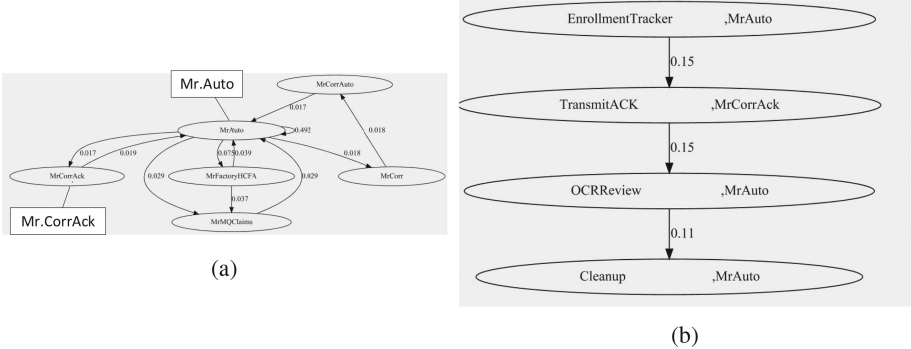 Mr.Auto
MrCorrAuto
0.017
MrAuto
0.492
0.017
0.019
0.075
0.039
0.018
0.018
MrCorrAck
0.029
MrFactoryHCFA
0.029
MrCorr
0.037
Mr.CorrAck
MrMQClaims
(a)
EnrollmentTracker ,MrAuto
0.15
TransmitACK ,MrCorrAck
0.15
OCRReview ,MrAuto
0.11
Cleanup ,MrAuto
(b)